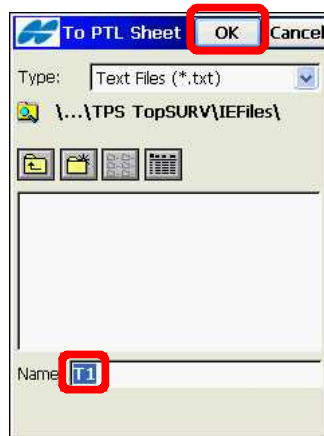 To PTL Sheet OK Cancel
Type: Text Files (*.txt)
\...\TPS TopSURV\IEFiles\
Name T1